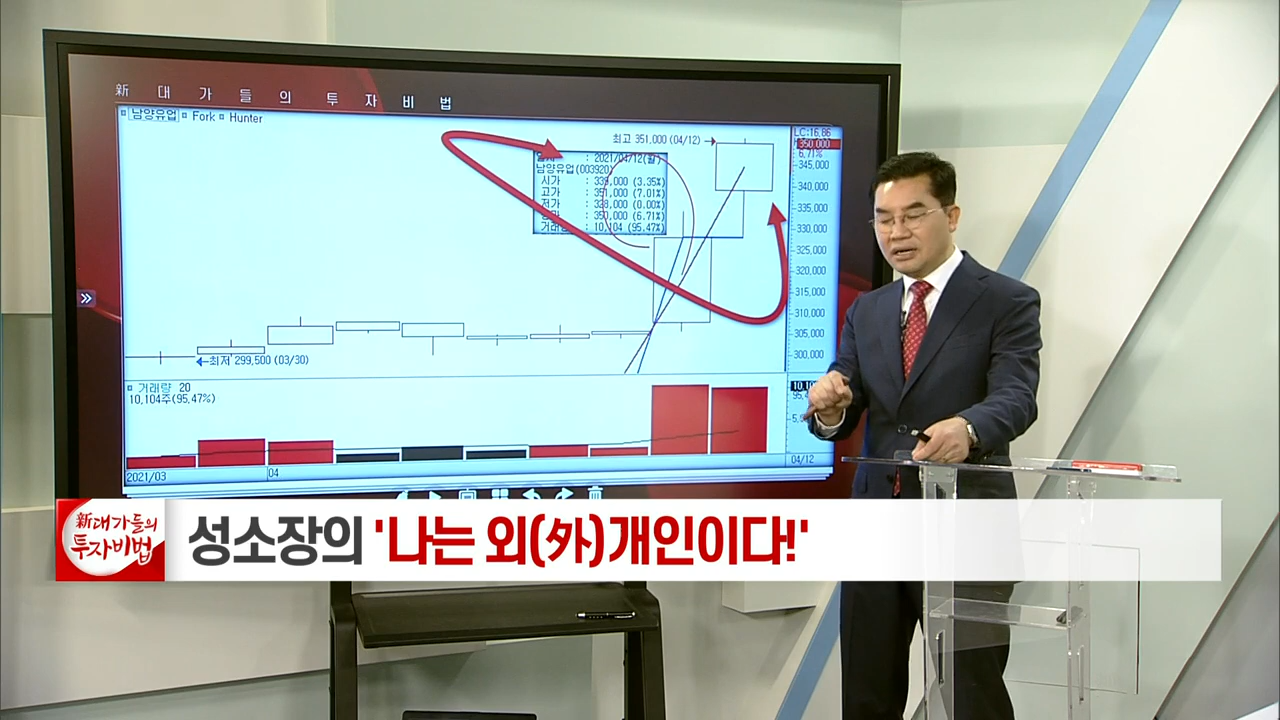 新 대가들의 투자비법
남양유업 Fork Hunter
최고 351,000 (04/12)
LC:16.86
350,000
6.71%
2021/04/12(월)
남양유업(003920)
시가 : 339,000 (3.35%)
고가 : 351,000 (7.01%)
저가 : 328,000 (0.00%)
350,000 (6.71%)
거래량 : 10,104 (95.47%)
345,000
340,000
335,000
330,000
325,000
320,000
315,000
310,000
305,000
300,000
최저 299,500 (03/30)
거래량 20
10,104주(95.47%)
2021/03
04
04/12
新대가들의
투자비법
성소장의 '나는 외(外)개인이다!'